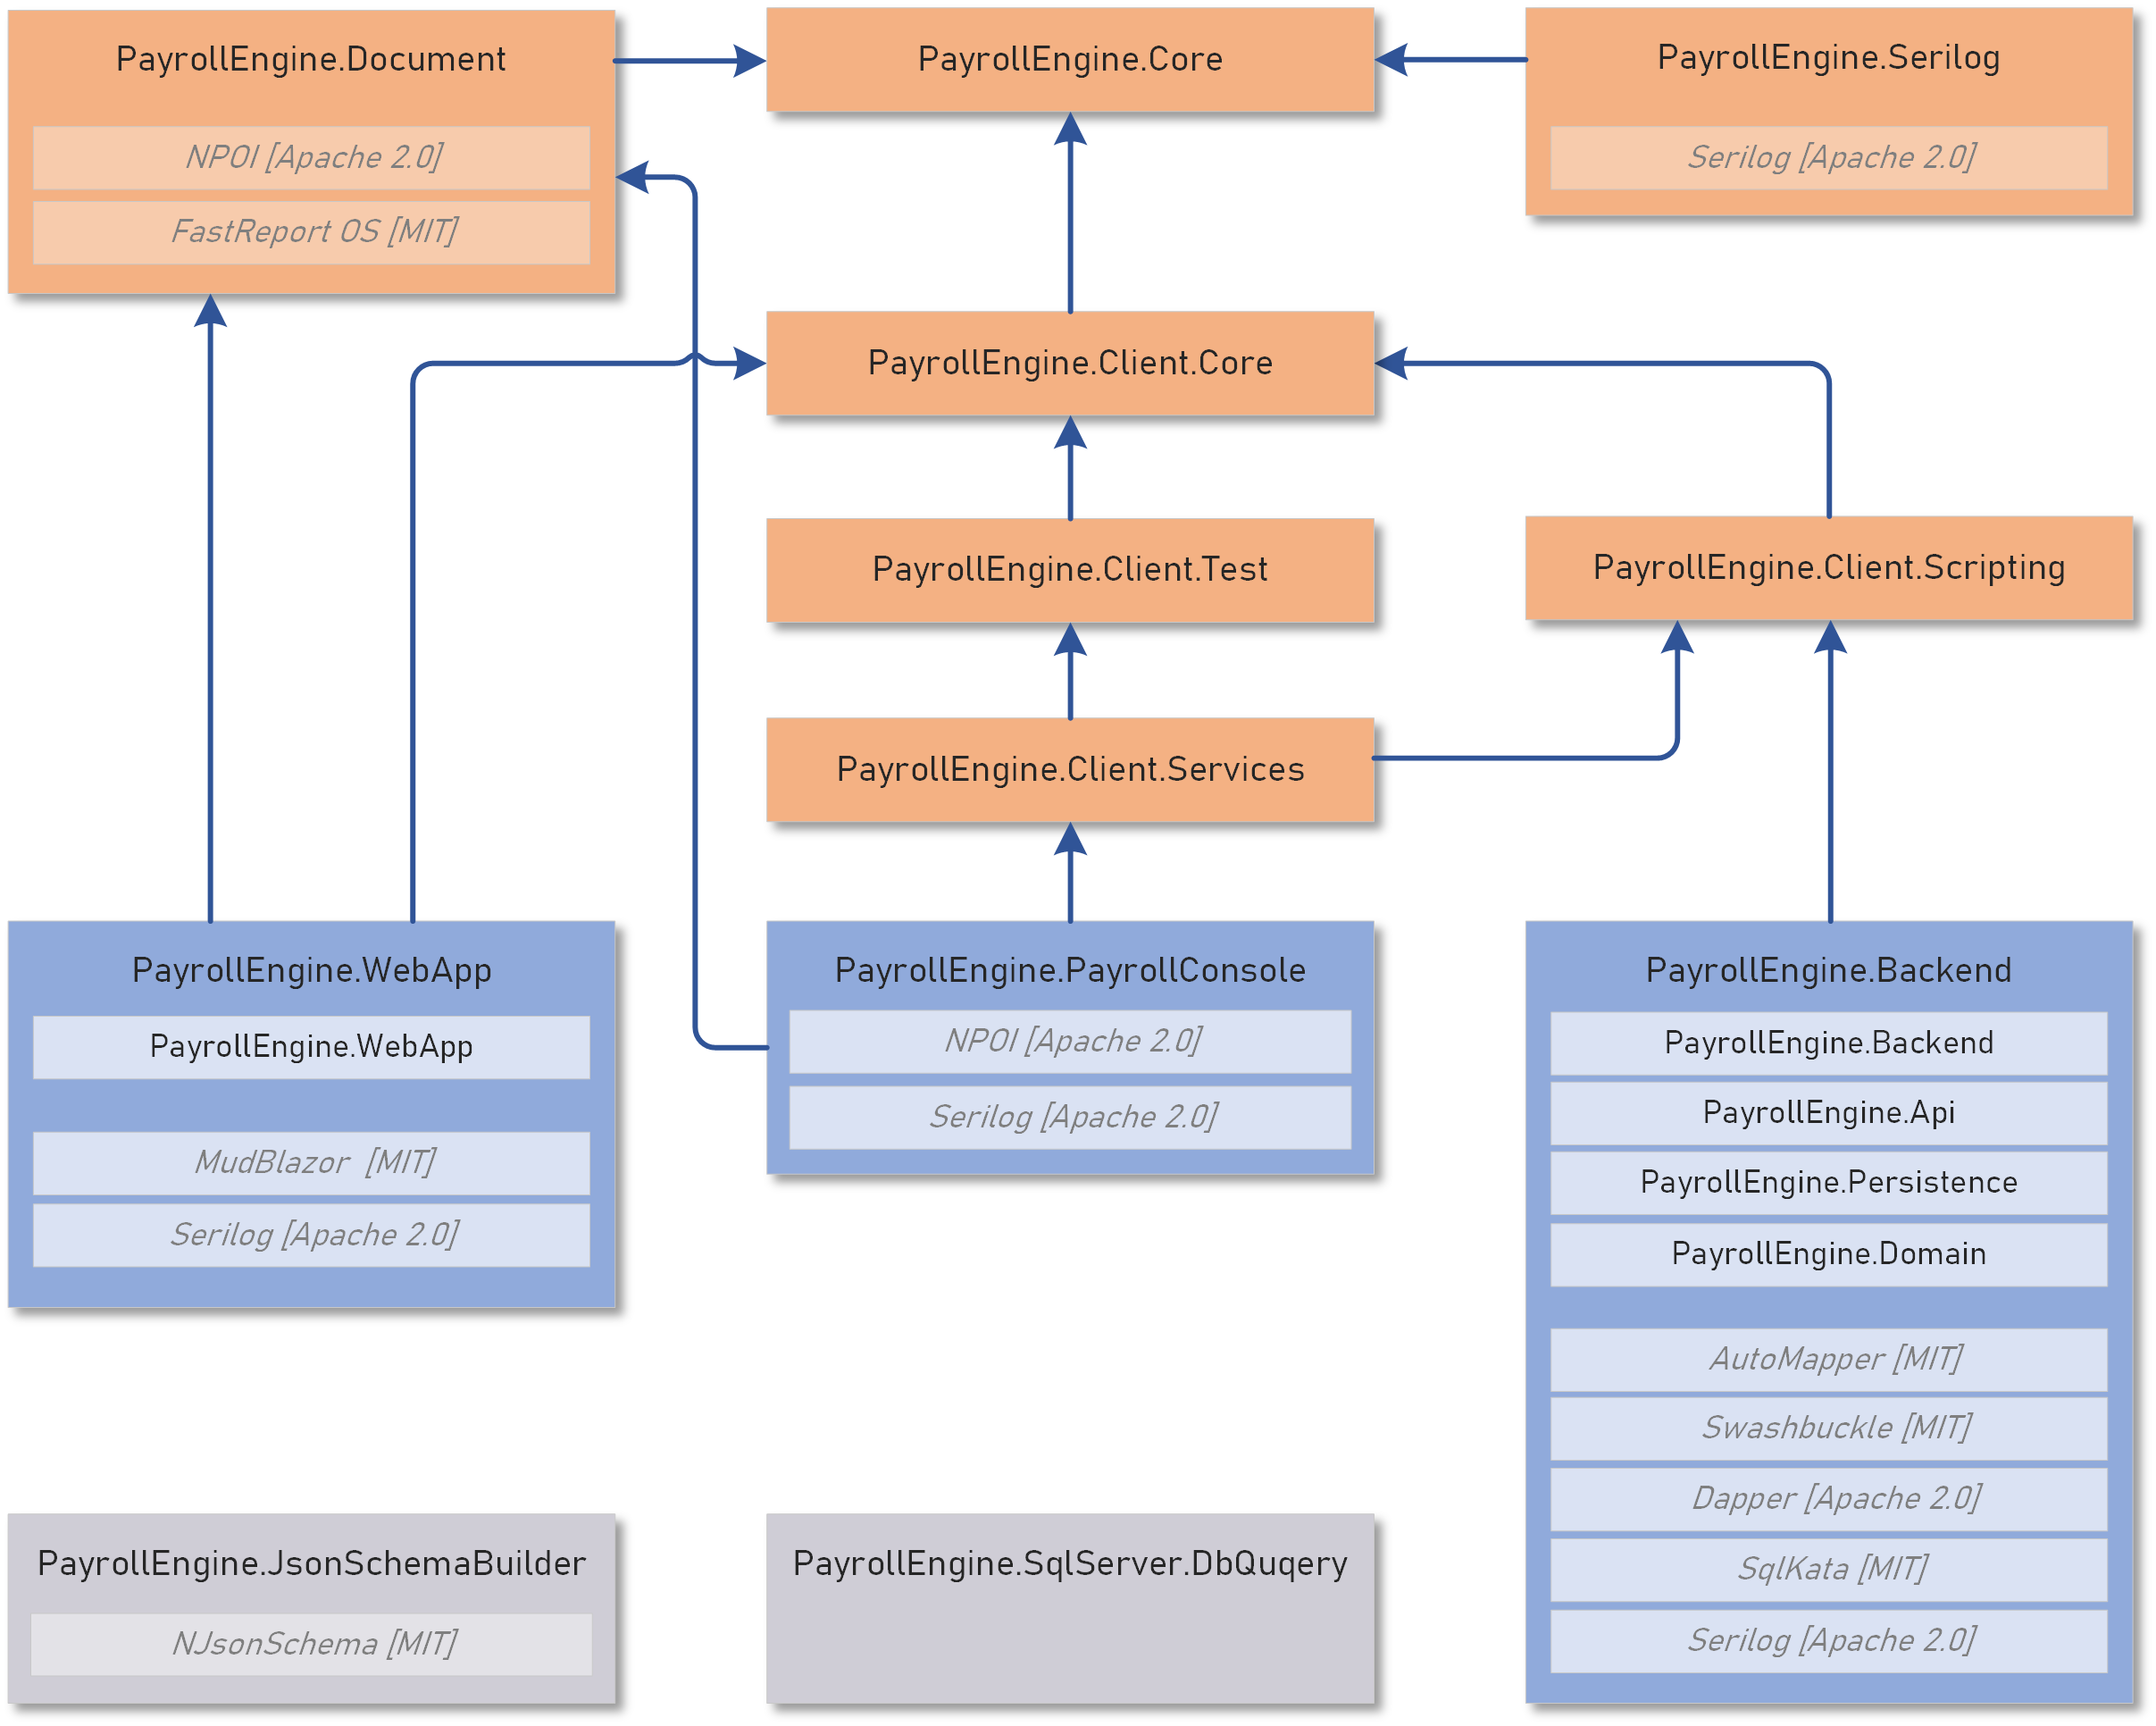 PayrollEngine.Document
NPOI [Apache 2.0]
FastReport OS [MIT]
PayrollEngine.Core
PayrollEngine.Serilog
Serilog [Apache 2.0]
PayrollEngine.Client.Core
PayrollEngine.Client.Test
PayrollEngine.Client.Scripting
PayrollEngine.Client.Services
PayrollEngine.WebApp
PayrollEngine.WebApp
MudBlazor  [MIT]
Serilog [Apache 2.0]
PayrollEngine.PayrollConsole
NPOI [Apache 2.0]
Serilog [Apache 2.0]
PayrollEngine.Backend
PayrollEngine.Backend
PayrollEngine.Api
PayrollEngine.Persistence
PayrollEngine.Domain
AutoMapper [MIT]
Swashbuckle [MIT]
Dapper [Apache 2.0]
SqlKata [MIT]
Serilog [Apache 2.0]
PayrollEngine.JsonSchemaBuilder
NJsonSchema [MIT]
PayrollEngine.SqlServer.DbQuqery